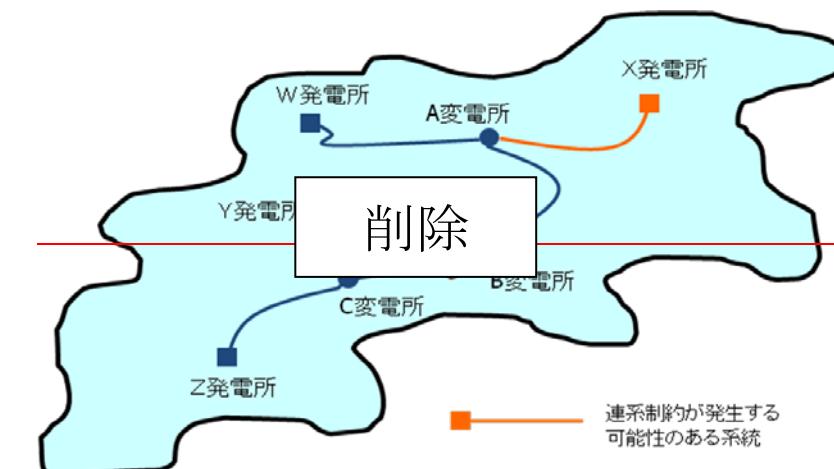 X発電所
W発電所
A変電所
Y発電所
削除
B変電所
C変電所
Z発電所
連系制約が発生する
可能性のある系統